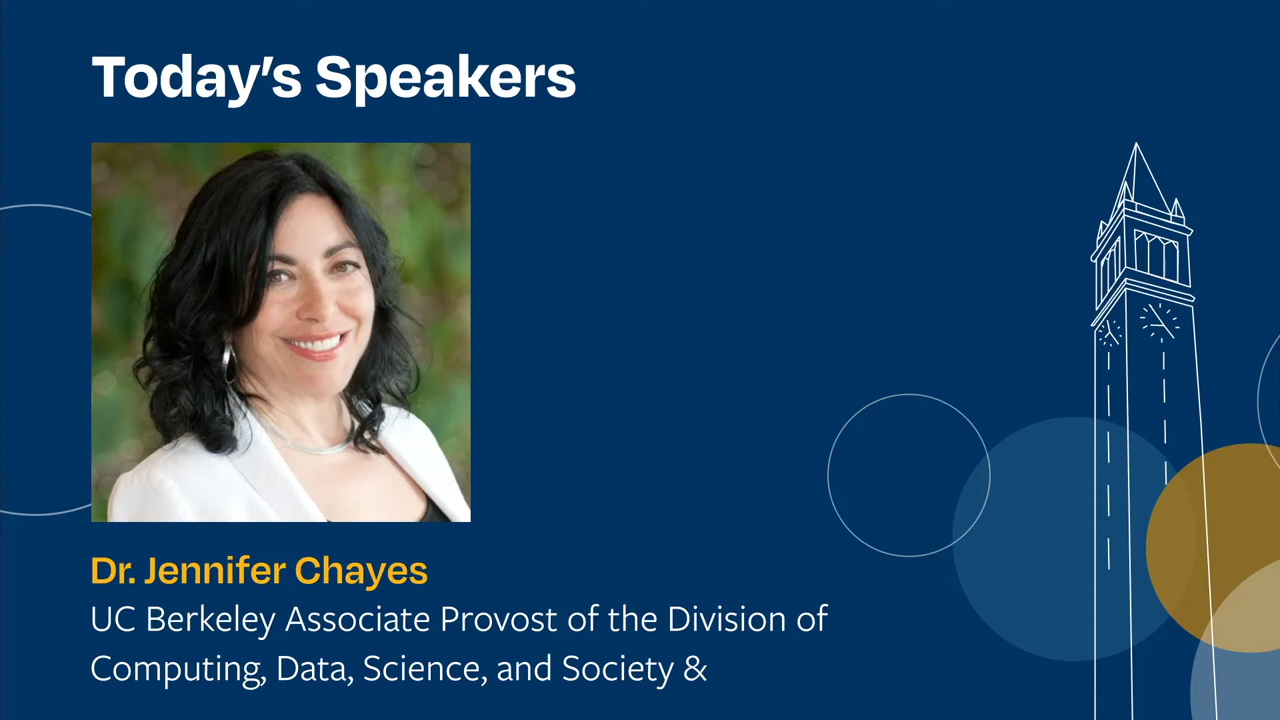 Today’s Speakers
Dr. Jennifer Chayes
UC Berkeley Associate Provost of the Division of
Computing, Data, Science, and Society &